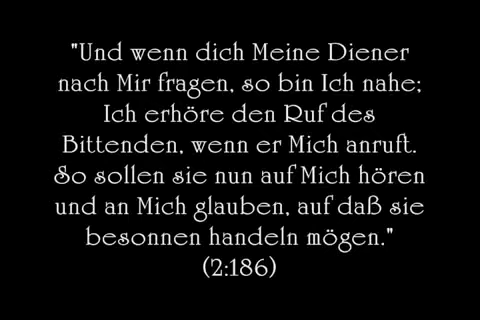 "Und wenn dich Meine Diener
nach Mir fragen, so bin Ich nahe;
Ich erhöre den Ruf des
Bittenden, wenn er Mich anruft.
So sollen sie nun auf Mich hören
und an Mich glauben, auf daß sie
besonnen handeln mögen."
(2:186)